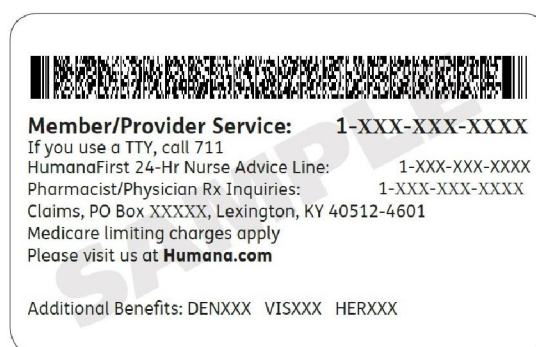 Member/Provider Service: 1-XXX-XXX-XXXX
If you use a TTY, call 711
HumanaFirst 24-Hr Nurse Advice Line: 1-XXX-XXX-XXXX
Pharmacist/Physician Rx Inquiries: 1-XXX-XXX-XXXX
Claims, PO Box XXXXX, Lexington, KY 40512-4601
Medicare limiting charges apply
Please visit us at Humana.com
Additional Benefits: DENXXX VISXXX HERXXX
SAMPLE